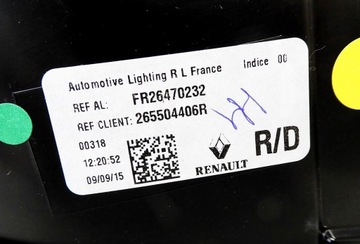 Automotive Lighting R L France Indice 00
REF AL: FR26470232
REF CLIENT: 265504406R
00318
12:20:52
09/09/15
RENAULT
R/D